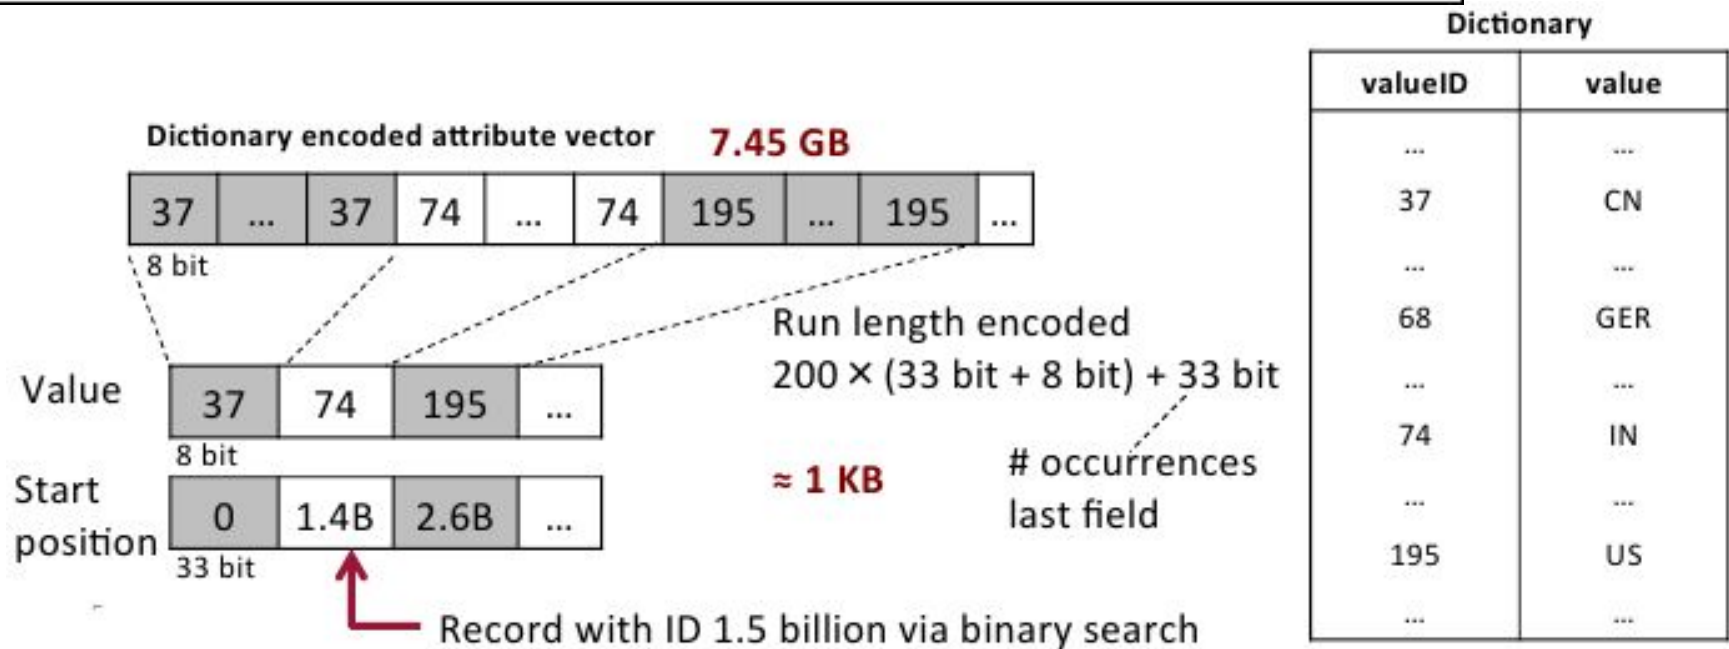 Dictionary
valueID value
... ...
37 CN
... ...
68 GER
... ...
74 IN
... ...
195 US
... ...
Dictionary encoded attribute vector 7.45 GB
37 ... 37 74 ... 74 195 ... 195 ...
8 bit
Run length encoded
200 × (33 bit + 8 bit) + 33 bit
# occurrences
last field
≈ 1 KB
Value 37 74 195 ...
8 bit
Start
position 0 1.4B 2.6B ...
33 bit
Record with ID 1.5 billion via binary search